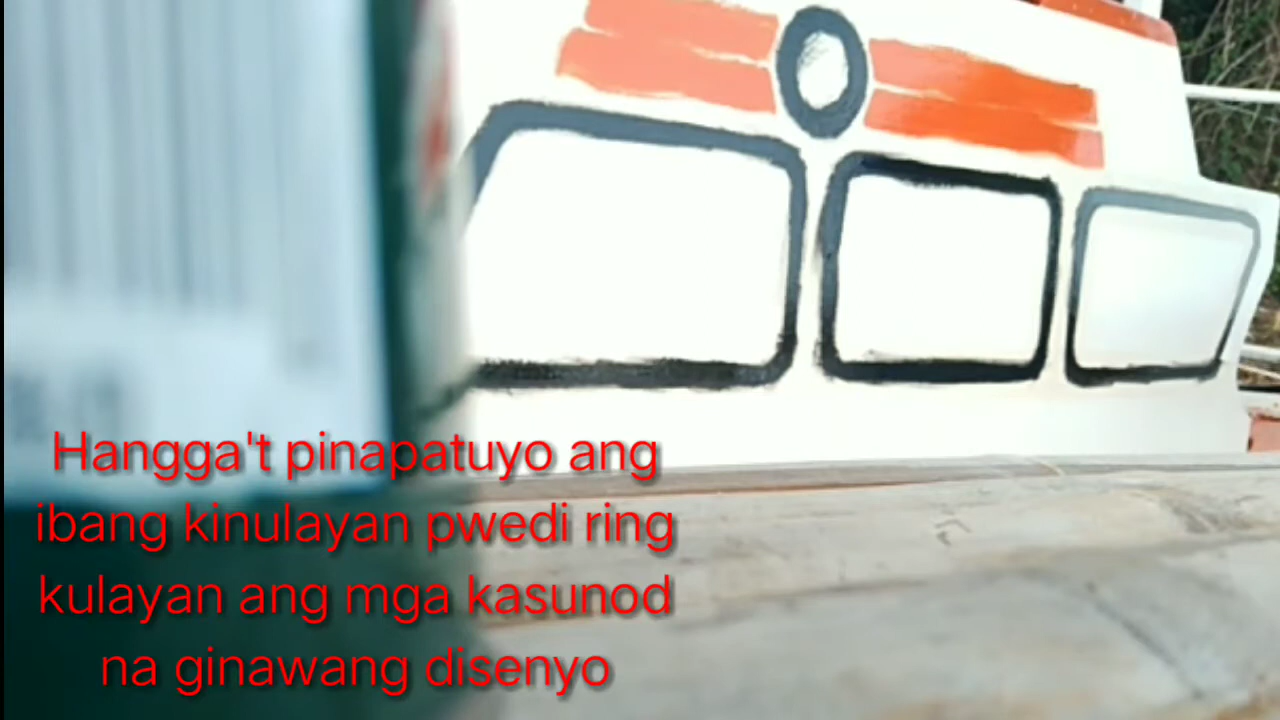 Hangga't pinapatuyo ang
ibang kinulayan pwedi ring
kulayan ang mga kasunod
na ginawang disenyo